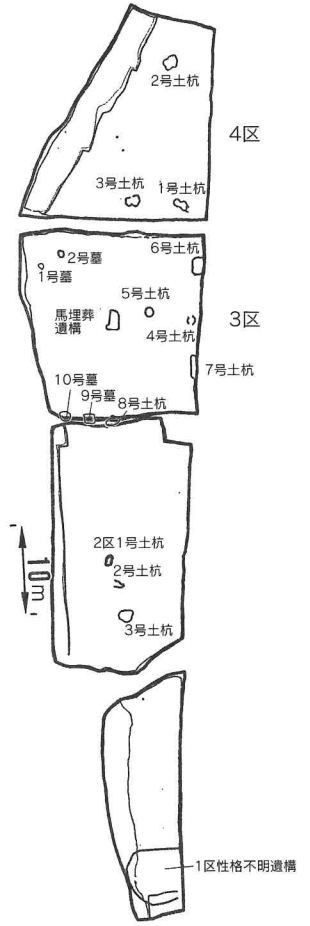 2号土杭
4区
3号土杭
1号土杭
6号土杭
2号墓
1号墓
5号土杭
馬埋葬
遺構
3区
4号土杭
7号土杭
10号墓
9号墓
8号土杭
2区1号土杭
2号土杭
10m
3号土杭
1区性格不明遺構